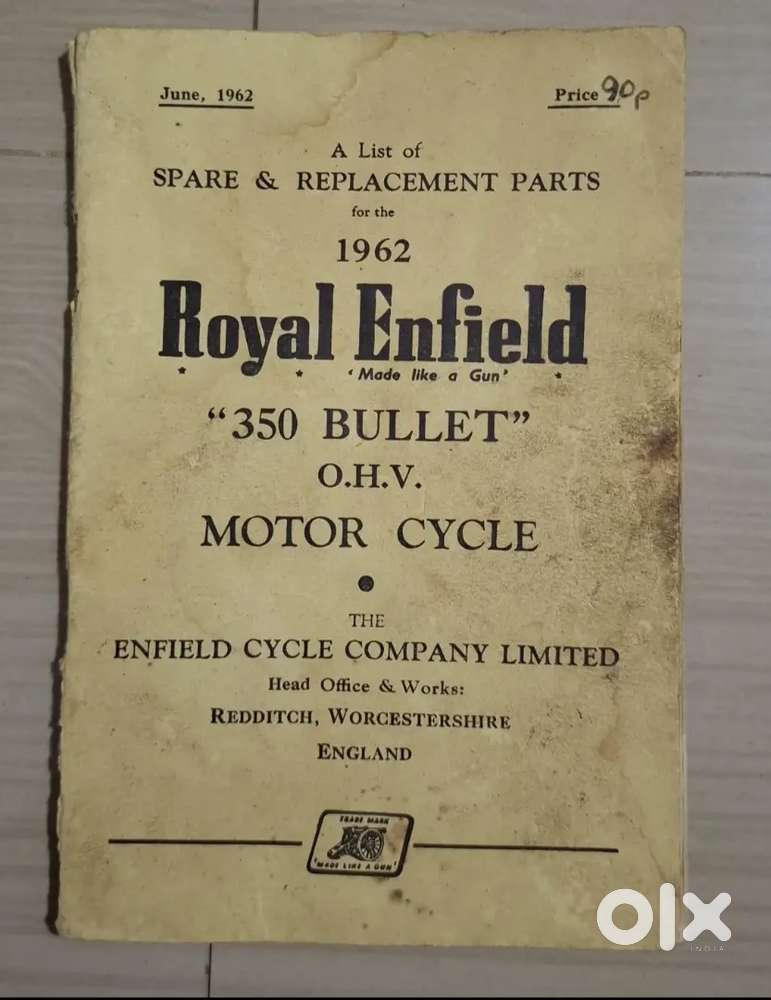 June, 1962
Price 90p
A List of
SPARE & REPLACEMENT PARTS
for the
1962
Royal Enfield
'Made like a Gun'
"350 BULLET"
O.H.V.
MOTOR CYCLE
THE
ENFIELD CYCLE COMPANY LIMITED
Head Office & Works:
REDDITCH, WORCESTERSHIRE
ENGLAND
TRADE MARK
'MADE LIKE A GUN'
olx
INDIA